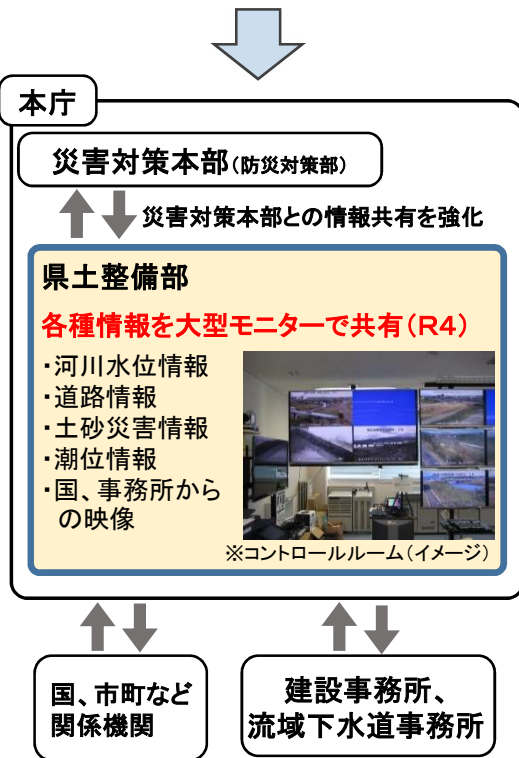 本庁
災害対策本部(防災対策部)
災害対策本部との情報共有を強化
県土整備部
各種情報を大型モニターで共有(R4)
・河川水位情報
・道路情報
・土砂災害情報
・潮位情報
・国、事務所から
の映像
※コントロールルーム(イメージ)
国、市町など
関係機関
建設事務所、
流域下水道事務所